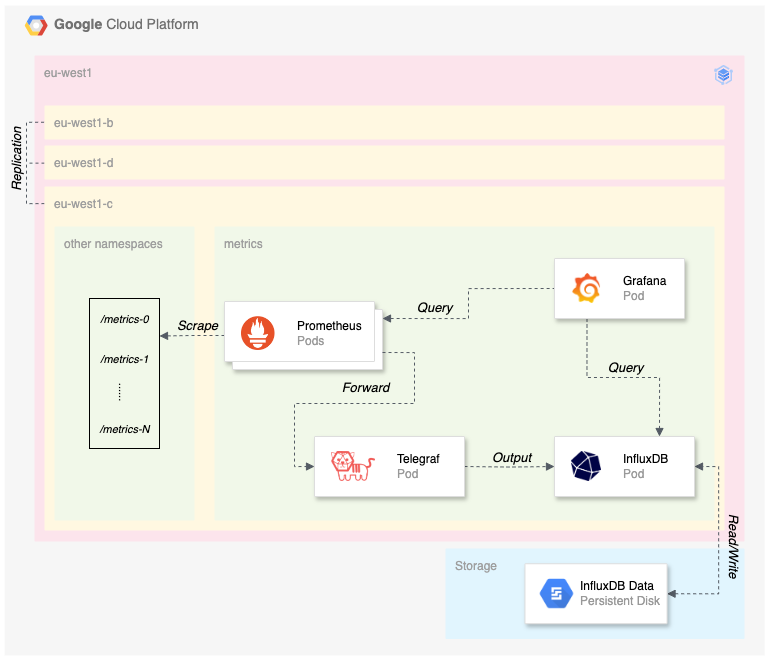 Google Cloud Platform
eu-west1
eu-west1-b
eu-west1-d
eu-west1-c
Replication
other namespaces
metrics
/metrics-0
/metrics-1
/metrics-N
Scrape
Prometheus
Pods
Query
Grafana
Pod
Query
Forward
Telegraf
Pod
Output
InfluxDB
Pod
Read/Write
Storage
InfluxDB Data
Persistent Disk